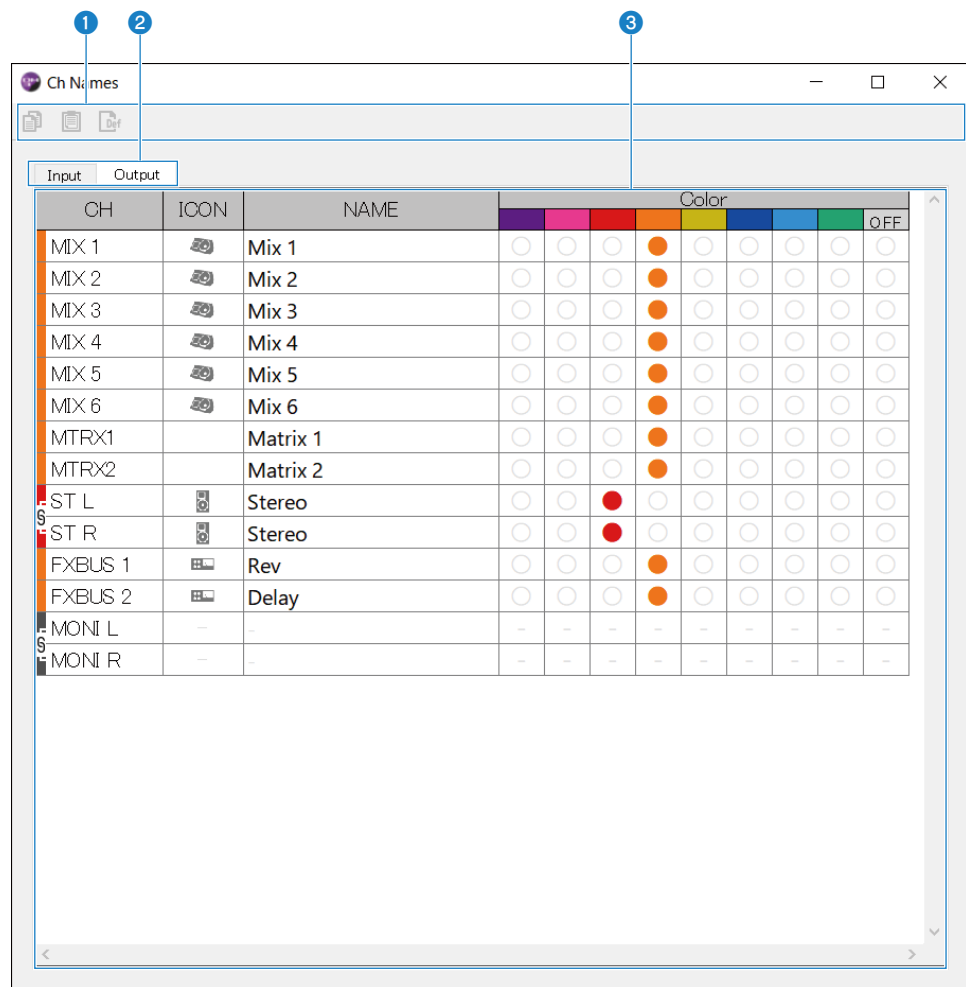 1 2 3
Ch Names
Def
Input Output
CH ICON NAME Color
OFF
MIX 1 Mix 1
MIX 2 Mix 2
MIX 3 Mix 3
MIX 4 Mix 4
MIX 5 Mix 5
MIX 6 Mix 6
MTRX1 Matrix 1
MTRX2 Matrix 2
ST L Stereo
ST R Stereo
FXBUS 1 Rev
FXBUS 2 Delay
MONI L - - - - - - - - - - -
MONI R - - - - - - - - - - -